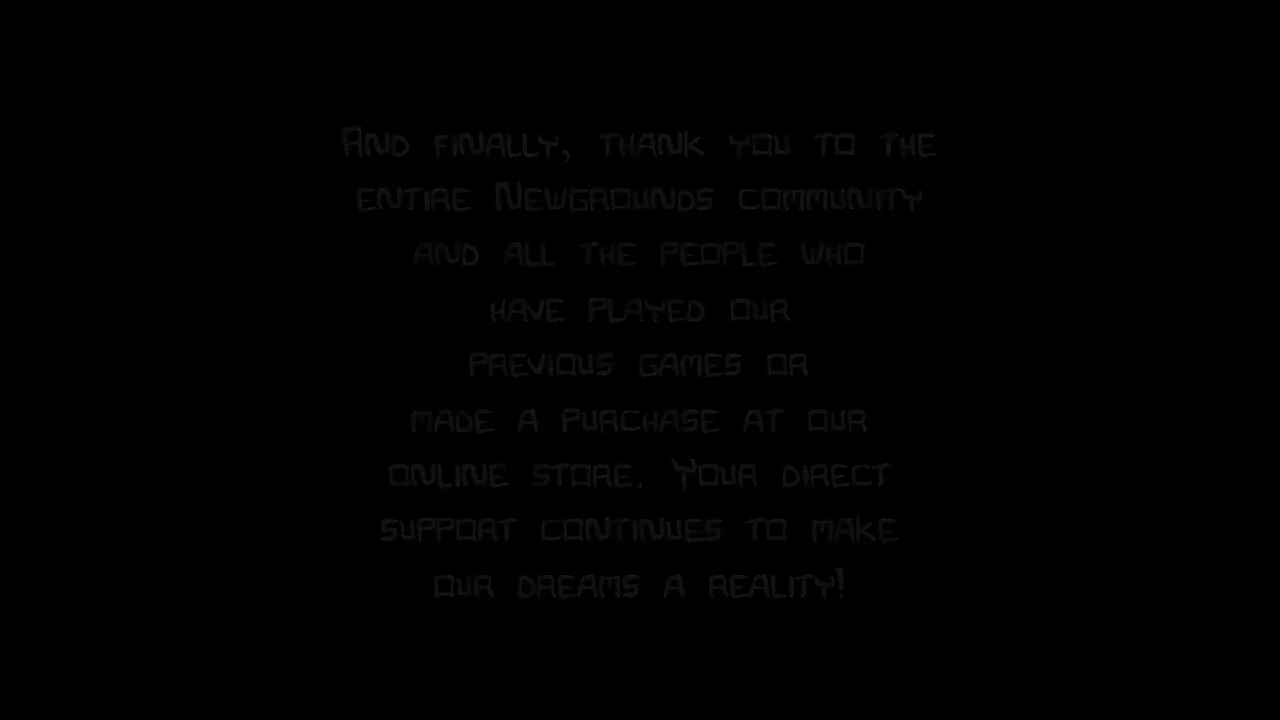 And finally, thank you to the
entire Newgrounds community
and all the people who
have played our
previous games or
made a purchase at our
online store. Your direct
support continues to make
our dreams a reality!